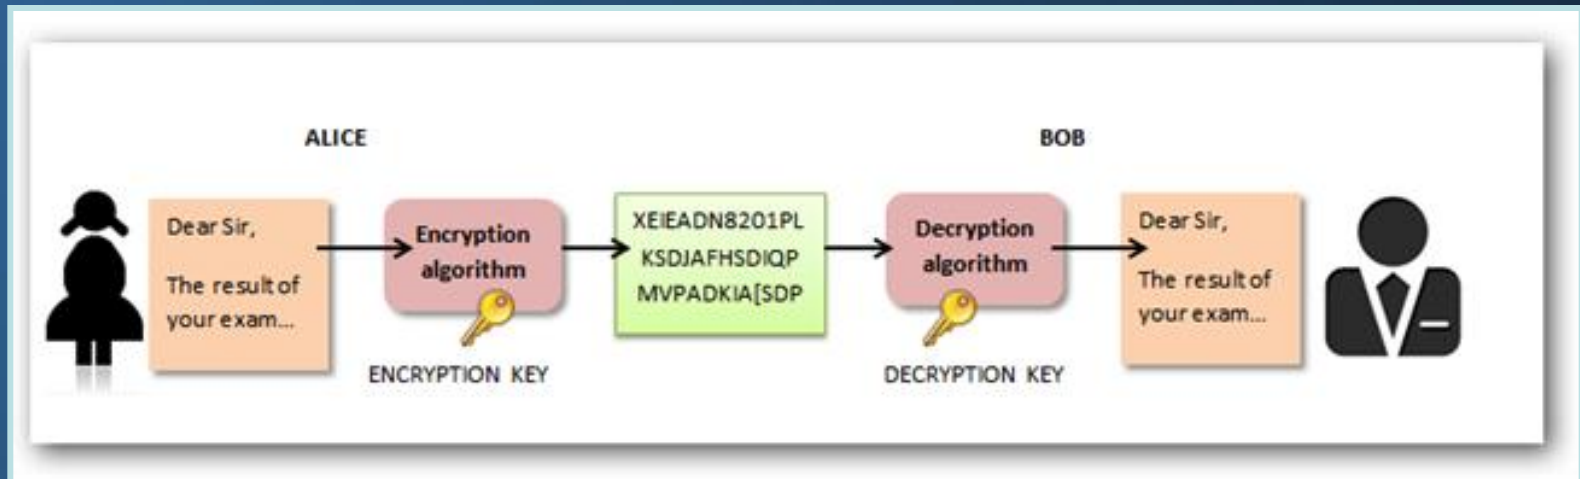 ALICE
BOB
Dear Sir,
The result of
your exam...
Encryption
algorithm
ENCRYPTION KEY
XEIEADN8201PL
KSDJAFHSDIQP
MVPADKIA[SDP
Decryption
algorithm
DECRYPTION KEY
Dear Sir,
The result of
your exam...